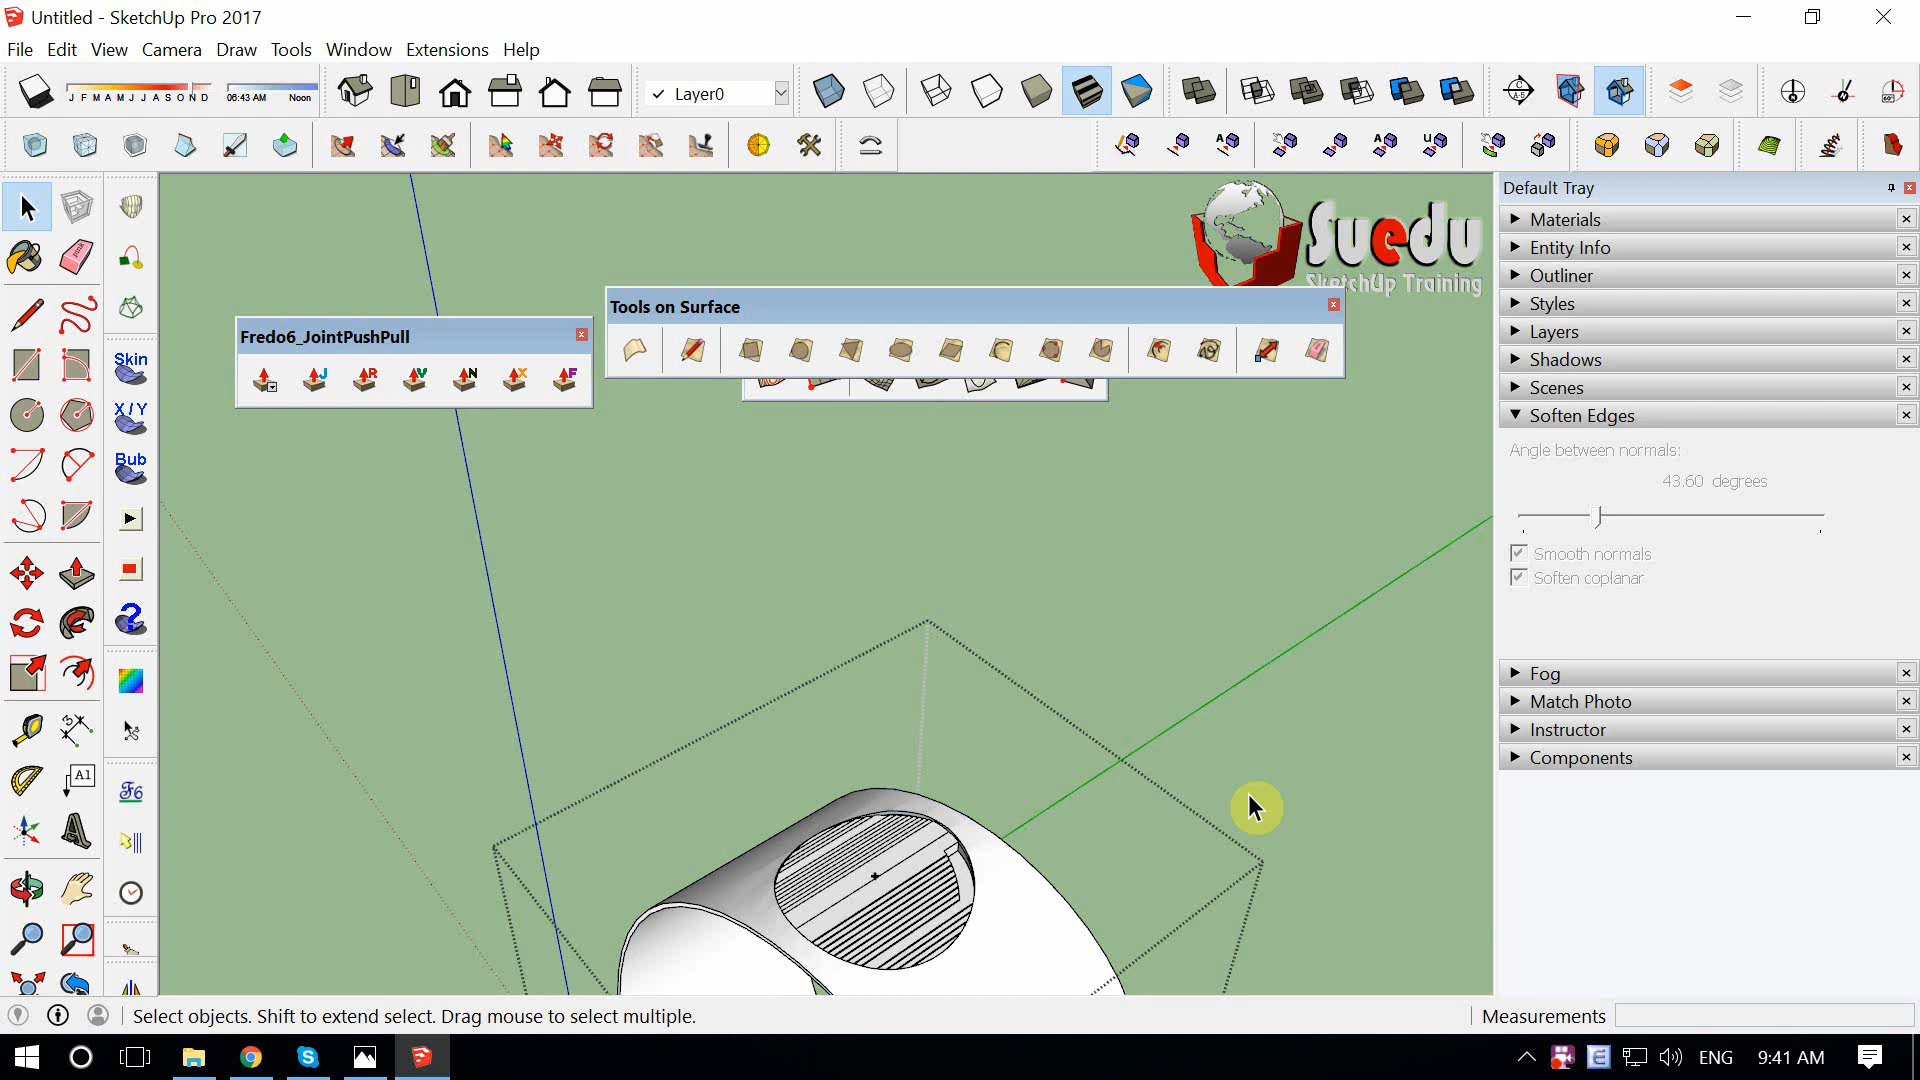 Untitled - SketchUp Pro 2017
File Edit View Camera Draw Tools Window Extensions Help
J F M A M J J A S O N D
06:43 AM Noon
Layer0
Default Tray
Materials
Entity Info
Outliner
Styles
Layers
Shadows
Scenes
Soften Edges
Angle between normals:
43.60 degrees
Smooth normals
Soften coplanar
Fog
Match Photo
Instructor
Components
Suedu
SketchUp Training
Tools on Surface
Fredo6_JointPushPull
J R V N X F
Skin
X/Y
Bub
A1
F6
Select objects. Shift to extend select. Drag mouse to select multiple.
Measurements
ENG
9:41 AM